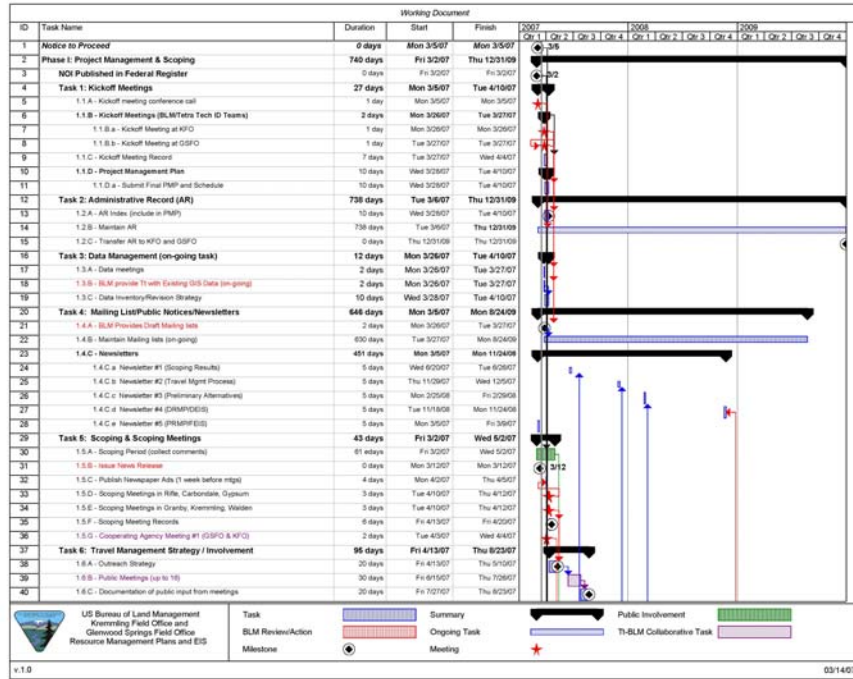 Working Document
ID Task Name Duration Start Finish 2007 2008 2009
Qtr 1 Qtr 2 Qtr 3 Qtr 4 Qtr 1 Qtr 2 Qtr 3 Qtr 4 Qtr 1 Qtr 2 Qtr 3 Qtr 4
1 Notice to Proceed 0 days Mon 3/5/07 Mon 3/5/07 3/5
2 Phase I: Project Management & Scoping 740 days Fri 3/2/07 Thu 12/31/09
3 NOI Published in Federal Register 0 days Fri 3/2/07 Fri 3/2/07 3/2
4 Task 1: Kickoff Meetings 27 days Mon 3/5/07 Tue 4/10/07
5 1.1.A - Kickoff meeting conference call 1 day Mon 3/5/07 Mon 3/5/07
6 1.1.B - Kickoff Meetings (BLM/Tetra Tech ID Teams) 2 days Mon 3/26/07 Tue 3/27/07
7 1.1.B.a - Kickoff Meeting at KFO 1 day Mon 3/26/07 Mon 3/26/07
8 1.1.B.b - Kickoff Meeting at GSFO 1 day Tue 3/27/07 Tue 3/27/07
9 1.1.C - Kickoff Meeting Record 7 days Tue 3/27/07 Wed 4/4/07
10 1.1.D - Project Management Plan 10 days Wed 3/28/07 Tue 4/10/07
11 1.1.D.a - Submit Final PMP and Schedule 10 days Wed 3/28/07 Tue 4/10/07
12 Task 2: Administrative Record (AR) 738 days Tue 3/6/07 Thu 12/31/09
13 1.2.A - AR Index (include in PMP) 10 days Wed 3/28/07 Tue 4/10/07
14 1.2.B - Maintain AR 738 days Tue 3/6/07 Thu 12/31/09
15 1.2.C - Transfer AR to KFO and GSFO 0 days Thu 12/31/09 Thu 12/31/09
16 Task 3: Data Management (on-going task) 12 days Mon 3/26/07 Tue 4/10/07
17 1.3.A - Data meetings 2 days Mon 3/26/07 Tue 3/27/07
18 1.3.B - BLM provide Tt with Existing GIS Data (on-going) 2 days Mon 3/26/07 Tue 3/27/07
19 1.3.C - Data Inventory/Revision Strategy 10 days Wed 3/28/07 Tue 4/10/07
20 Task 4: Mailing List/Public Notices/Newsletters 646 days Mon 3/5/07 Mon 8/24/09
21 1.4.A - BLM Provides Draft Mailing lists 2 days Mon 3/26/07 Tue 3/27/07
22 1.4.B - Maintain Mailing lists (on-going) 630 days Tue 3/27/07 Mon 8/24/09
23 1.4.C - Newsletters 451 days Mon 3/5/07 Mon 11/24/08
24 1.4.C.a Newsletter #1 (Scoping Results) 5 days Wed 6/20/07 Tue 6/26/07
25 1.4.C.b Newsletter #2 (Travel Mgmt Process) 5 days Thu 11/29/07 Wed 12/5/07
26 1.4.C.c Newsletter #3 (Preliminary Alternatives) 5 days Mon 2/25/08 Fri 2/29/08
27 1.4.C.d Newsletter #4 (DRMP/DEIS) 5 days Tue 11/18/08 Mon 11/24/08
28 1.4.C.e Newsletter #5 (PRMP/FEIS) 5 days Mon 3/5/07 Fri 3/9/07
29 Task 5: Scoping & Scoping Meetings 43 days Fri 3/2/07 Wed 5/2/07
30 1.5.A - Scoping Period (collect comments) 61 edays Fri 3/2/07 Wed 5/2/07
31 1.5.B - Issue News Release 0 days Mon 3/12/07 Mon 3/12/07 3/12
32 1.5.C - Publish Newspaper Ads (1 week before mtgs) 4 days Mon 4/2/07 Thu 4/5/07
33 1.5.D - Scoping Meetings in Rifle, Carbondale, Gypsum 3 days Tue 4/10/07 Thu 4/12/07
34 1.5.E - Scoping Meetings in Granby, Kremmling, Walden 3 days Tue 4/10/07 Thu 4/12/07
35 1.5.F - Scoping Meeting Records 6 days Fri 4/13/07 Fri 4/20/07
36 1.5.G - Cooperating Agency Meeting #1 (GSFO & KFO) 2 days Tue 4/3/07 Wed 4/4/07
37 Task 6: Travel Management Strategy / Involvement 95 days Fri 4/13/07 Thu 8/23/07
38 1.6.A - Outreach Strategy 20 days Fri 4/13/07 Thu 5/10/07
39 1.6.B - Public Meetings (up to 16) 30 days Fri 6/15/07 Thu 7/26/07
40 1.6.C - Documentation of public input from meetings 20 days Fri 7/27/07 Thu 8/23/07
US Bureau of Land Management
Kremmling Field Office and
Glenwood Springs Field Office
Resource Management Plans and EIS
Task Summary Public Involvement
BLM Review/Action Ongoing Task Tt-BLM Collaborative Task
Milestone Meeting
v.1.0 03/14/07